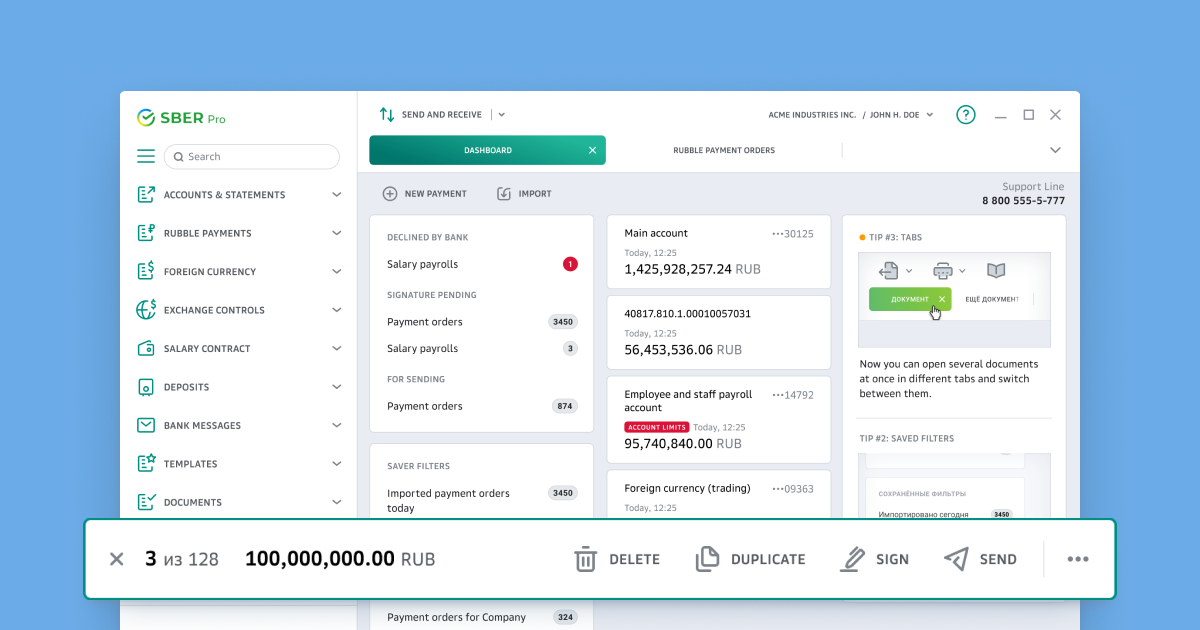 SBER Pro
SEND AND RECEIVE
ACME INDUSTRIES INC. / JOHN H. DOE
?
Search
DASHBOARD
RUBBLE PAYMENT ORDERS
ACCOUNTS & STATEMENTS
RUBBLE PAYMENTS
FOREIGN CURRENCY
EXCHANGE CONTROLS
SALARY CONTRACT
DEPOSITS
BANK MESSAGES
TEMPLATES
DOCUMENTS
NEW PAYMENT
IMPORT
Support Line
8 800 555-5-777
DECLINED BY BANK
Salary payrolls 1
SIGNATURE PENDING
Payment orders 3450
Salary payrolls 3
FOR SENDING
Payment orders 874
SAVER FILTERS
Imported payment orders 3450
today
Payment orders for Company 324
Main account •••30125
Today, 12:25
1,425,928,257.24 RUB
40817.810.1.00010057031
Today, 12:25
56,453,536.06 RUB
Employee and staff payroll •••14792
account
ACCOUNT LIMITS Today, 12:25
95,740,840.00 RUB
Foreign currency (trading) •••09363
Today, 12:25
TIP #3: TABS
ДОКУМЕНТ
ЕЩЁ ДОКУМЕНТ
Now you can open several documents
at once in different tabs and switch
between them.
TIP #2: SAVED FILTERS
СОХРАНЁННЫЕ ФИЛЬТРЫ
Импортировано сегодня 3450
3 из 128 100,000,000.00 RUB
DELETE
DUPLICATE
SIGN
SEND